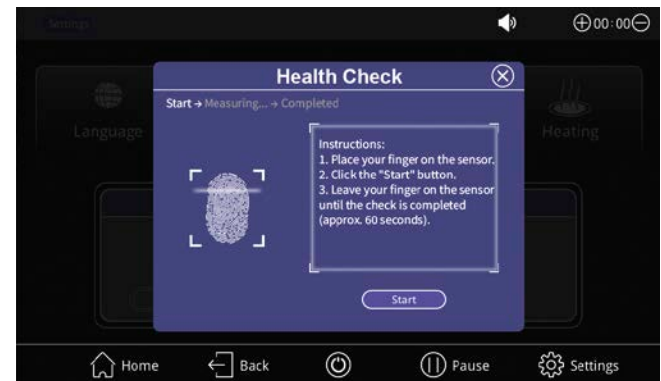 Settings
00:00
Health Check
Start → Measuring... → Completed
Language
Heating
Instructions:
1. Place your finger on the sensor.
2. Click the "Start" button.
3. Leave your finger on the sensor
until the check is completed
(approx. 60 seconds).
Start
Home
Back
Pause
Settings